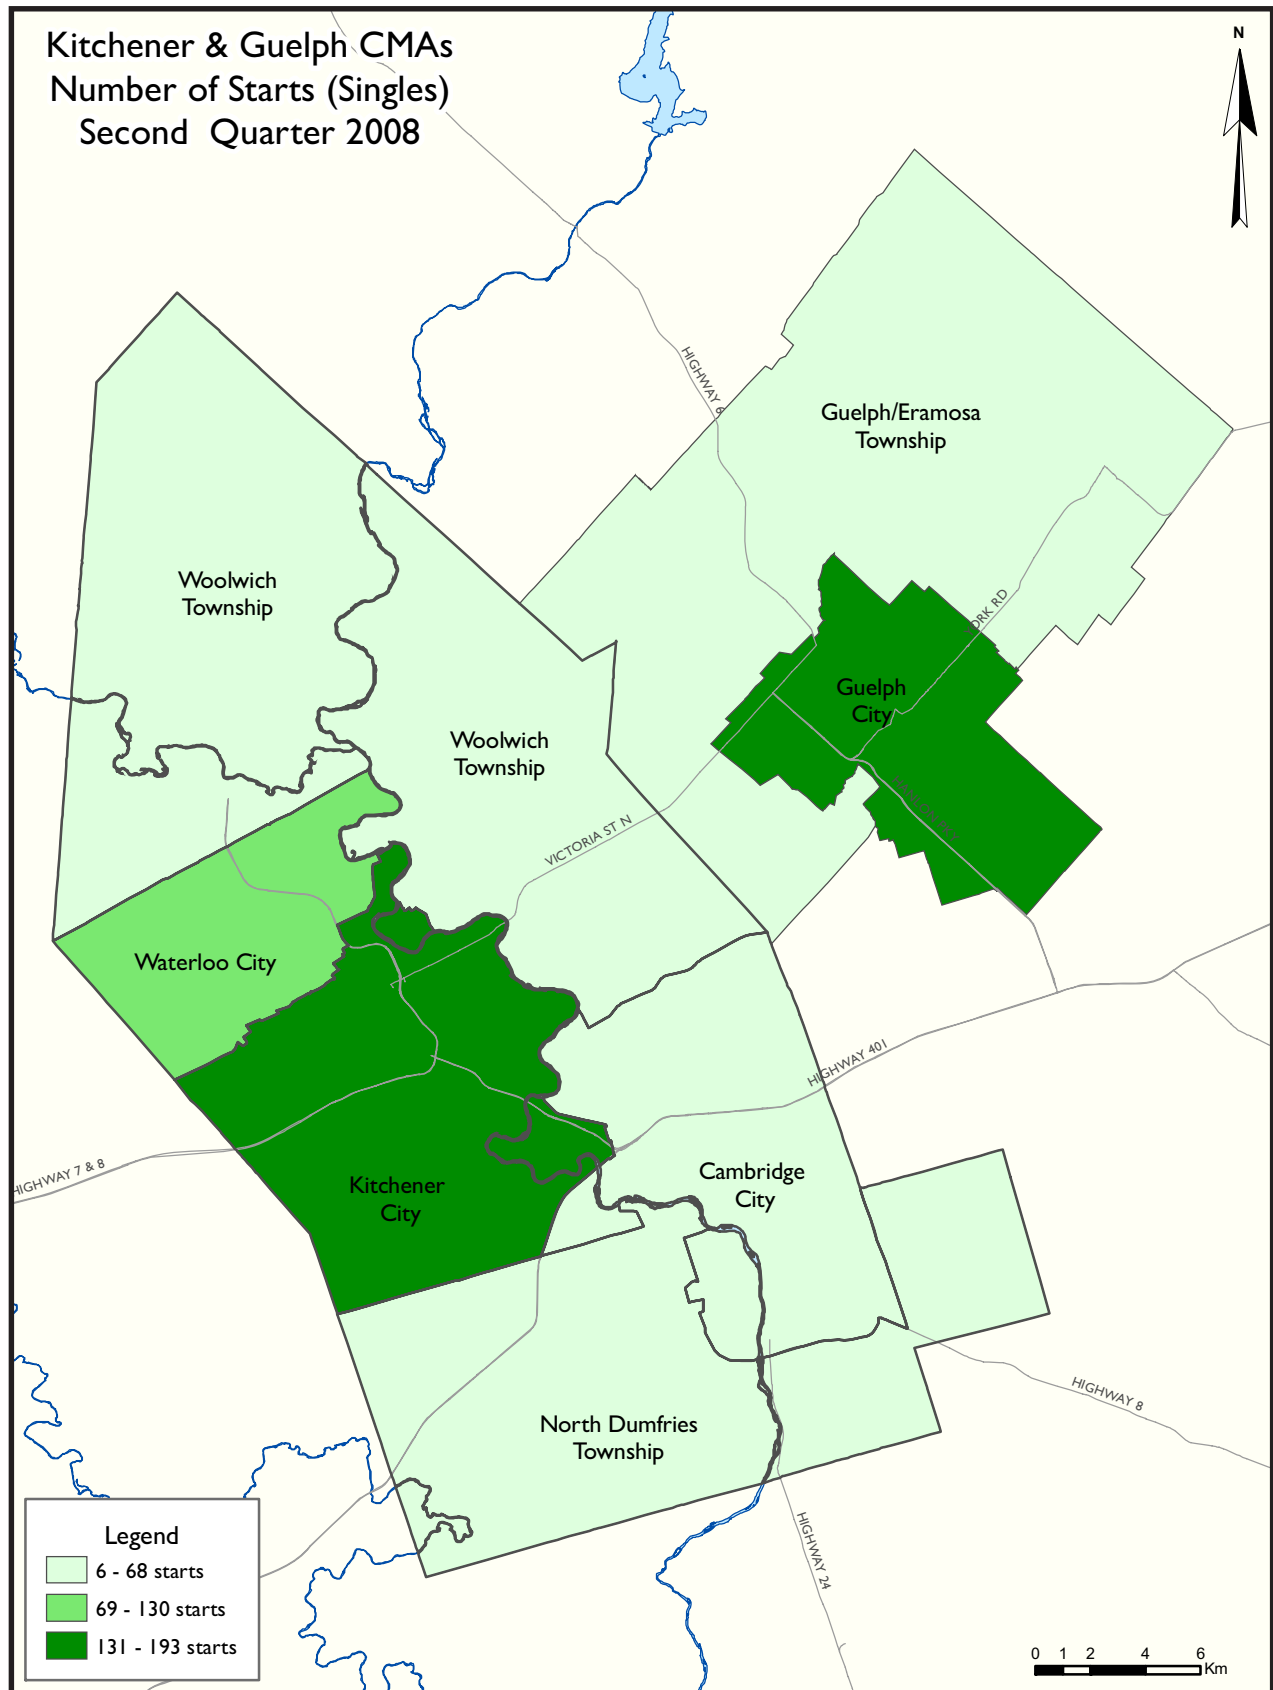 Kitchener & Guelph CMAs
Number of Starts (Singles)
Second Quarter 2008
N
HIGHWAY 6
Guelph/Eramosa
Township
Woolwich
Township
ORK RD
Guelph
City
Woolwich
Township
VICTORIA ST N
Waterloo City
HIGHWAY 401
HIGHWAY 7 & 8
Kitchener
City
Cambridge
City
HIGHWAY 8
North Dumfries
Township
HIGHWAY 24
Legend
6 - 68 starts
69 - 130 starts
131 - 193 starts
0 1 2 4 6
Km